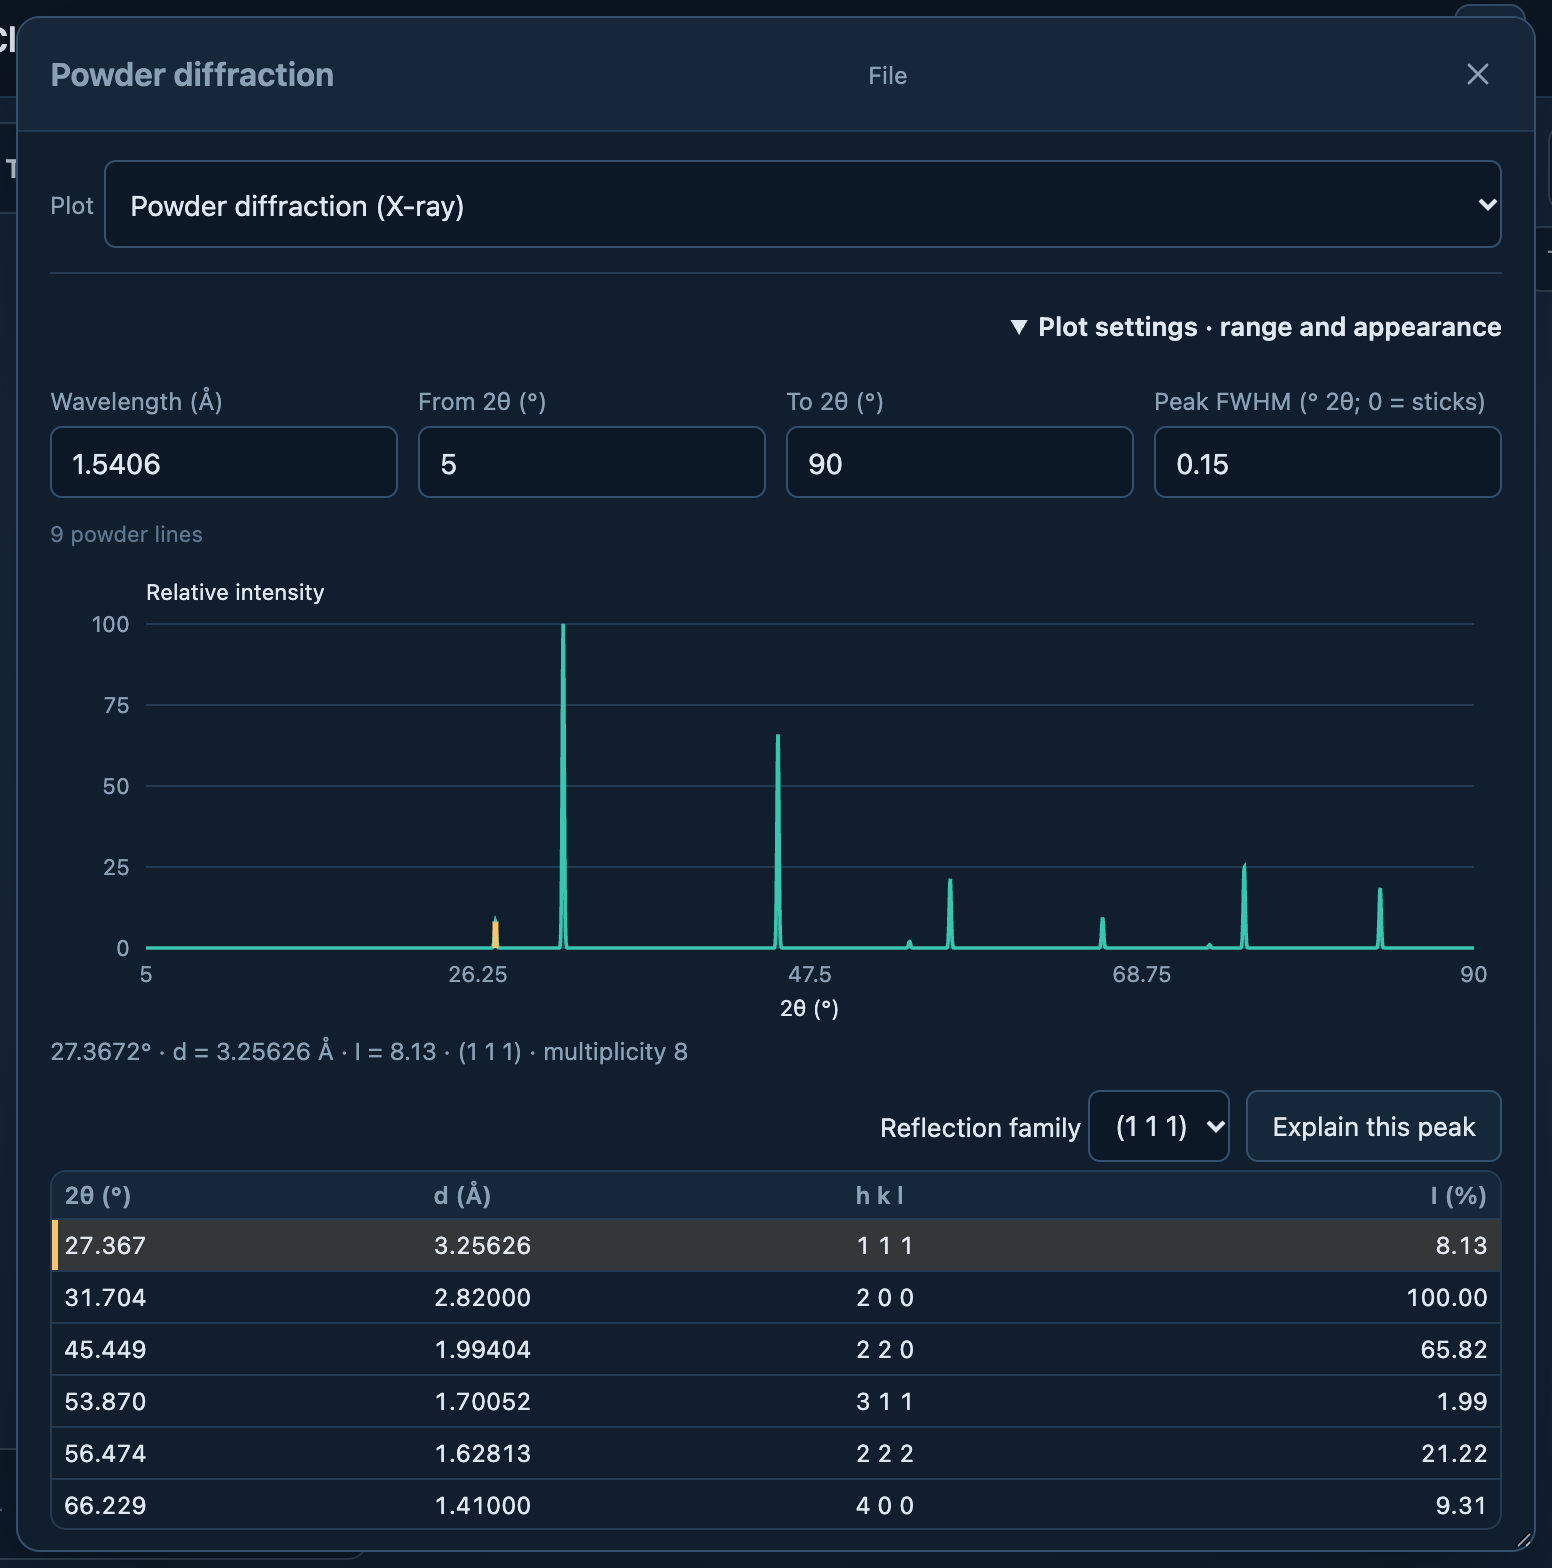 Powder diffraction File
Plot Powder diffraction (X-ray)
▼ Plot settings · range and appearance
Wavelength (Å) From 2θ (°) To 2θ (°) Peak FWHM (° 2θ; 0 = sticks)
1.5406 5 90 0.15
9 powder lines
Relative intensity
100
75
50
25
0
5 26.25 47.5 68.75 90
2θ (°)
27.3672° · d = 3.25626 Å · I = 8.13 · (1 1 1) · multiplicity 8
Reflection family (1 1 1) Explain this peak
2θ (°) d (Å) h k l I (%)
27.367 3.25626 1 1 1 8.13
31.704 2.82000 2 0 0 100.00
45.449 1.99404 2 2 0 65.82
53.870 1.70052 3 1 1 1.99
56.474 1.62813 2 2 2 21.22
66.229 1.41000 4 0 0 9.31